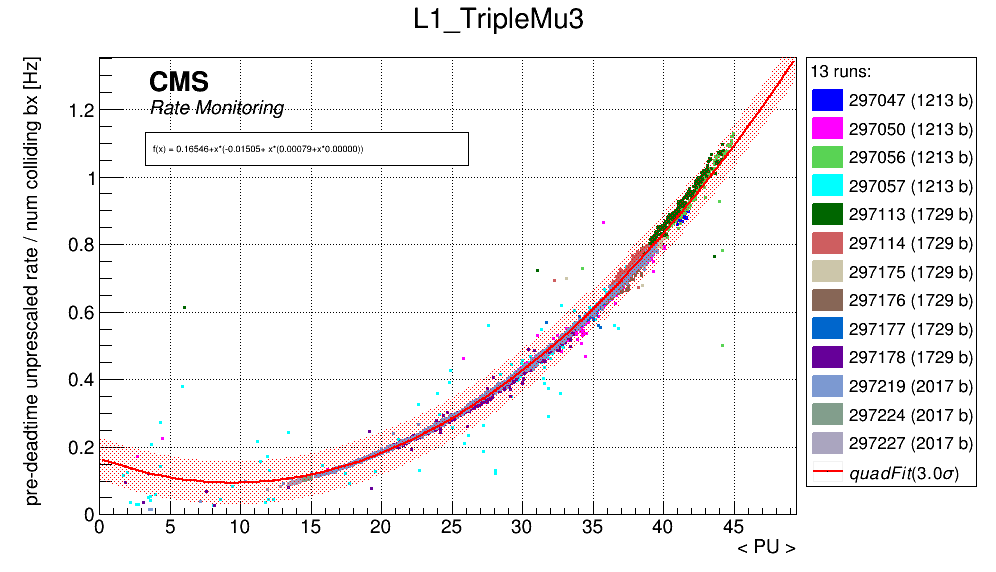 L1_TripleMu3
pre-deadtime unprescaled rate / num colliding bx [Hz]
CMS
Rate Monitoring
f(x) = 0.16546+x*(-0.01505+ x*(0.00079+x*0.00000))
1.2
1
0.8
0.6
0.4
0.2
0
0 5 10 15 20 25 30 35 40 45
< PU >
13 runs:
297047 (1213 b)
297050 (1213 b)
297056 (1213 b)
297057 (1213 b)
297113 (1729 b)
297114 (1729 b)
297175 (1729 b)
297176 (1729 b)
297177 (1729 b)
297178 (1729 b)
297219 (2017 b)
297224 (2017 b)
297227 (2017 b)
quadFit(3.0σ)